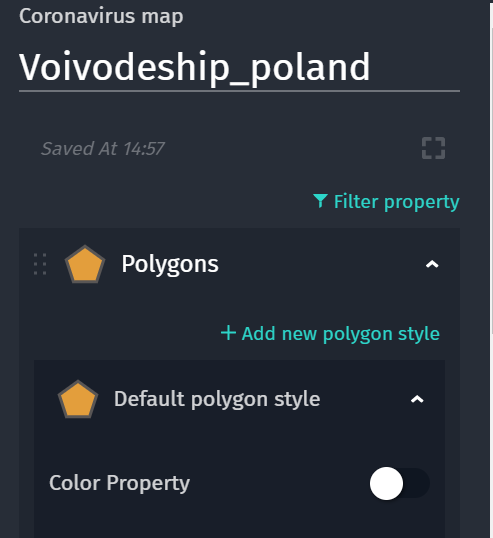 Coronavirus map
Voivodeship_poland
Saved At 14:57
Filter property
Polygons
+ Add new polygon style
Default polygon style
Color Property